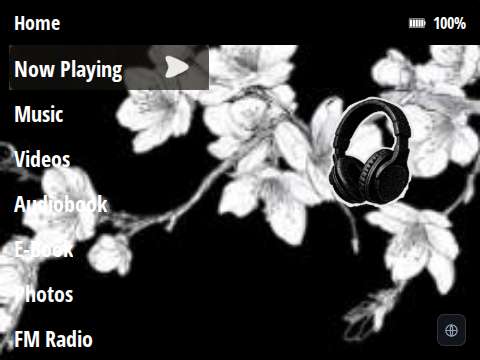 Home
100%
Now Playing
Music
Videos
Audiobook
E-Book
Photos
FM Radio